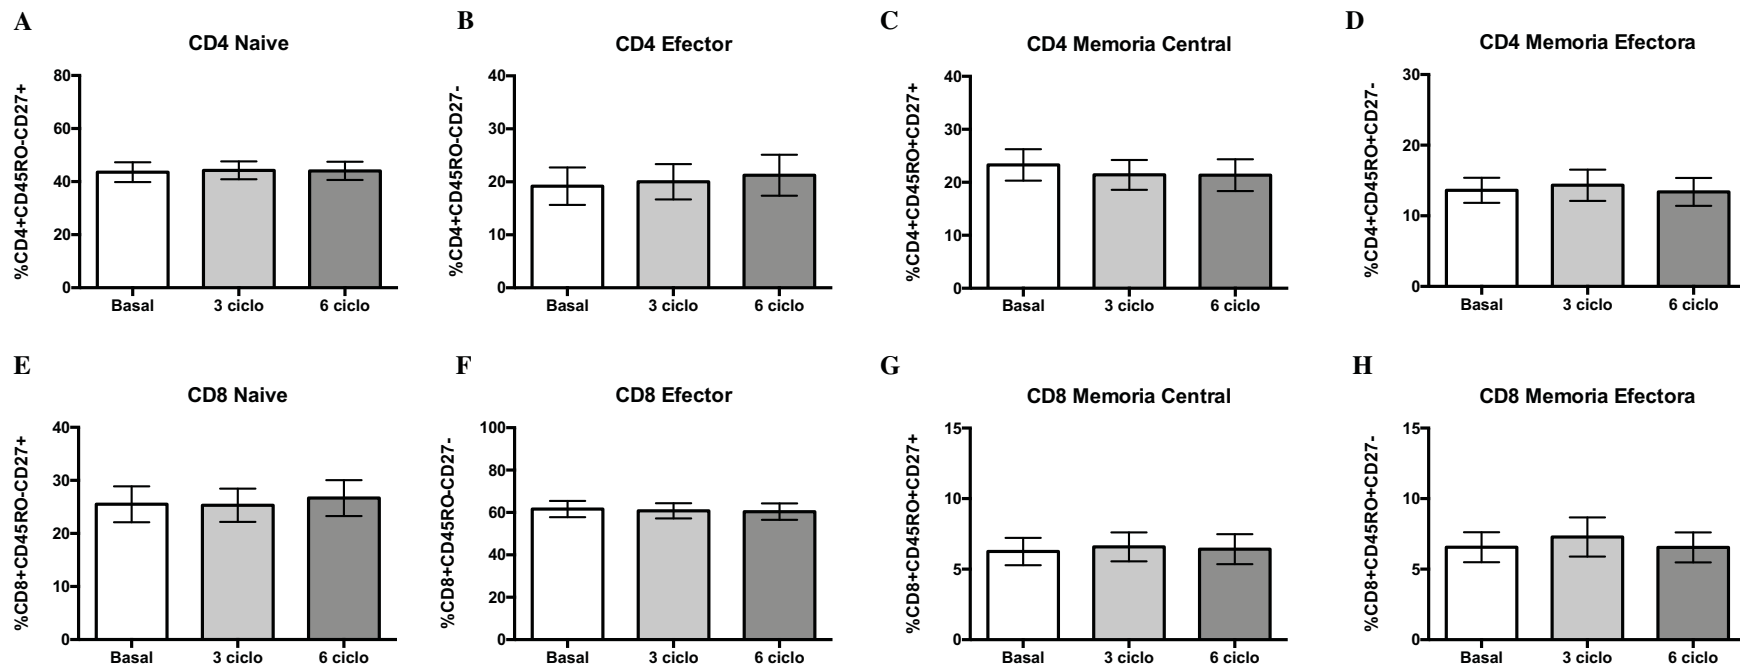 A
CD4 Naive
%CD4+CD45RO-CD27+
80
60
40
20
0
Basal 3 ciclo 6 ciclo
B
CD4 Efector
%CD4+CD45RO-CD27-
40
30
20
10
0
Basal 3 ciclo 6 ciclo
C
CD4 Memoria Central
%CD4+CD45RO+CD27+
40
30
20
10
0
Basal 3 ciclo 6 ciclo
D
CD4 Memoria Efectora
%CD4+CD45RO+CD27-
30
20
10
0
Basal 3 ciclo 6 ciclo
E
CD8 Naive
%CD8+CD45RO-CD27+
40
30
20
10
0
Basal 3 ciclo 6 ciclo
F
CD8 Efector
%CD8+CD45RO-CD27-
100
80
60
40
20
0
Basal 3 ciclo 6 ciclo
G
CD8 Memoria Central
%CD8+CD45RO+CD27+
15
10
5
0
Basal 3 ciclo 6 ciclo
H
CD8 Memoria Efectora
%CD8+CD45RO+CD27-
15
10
5
0
Basal 3 ciclo 6 ciclo